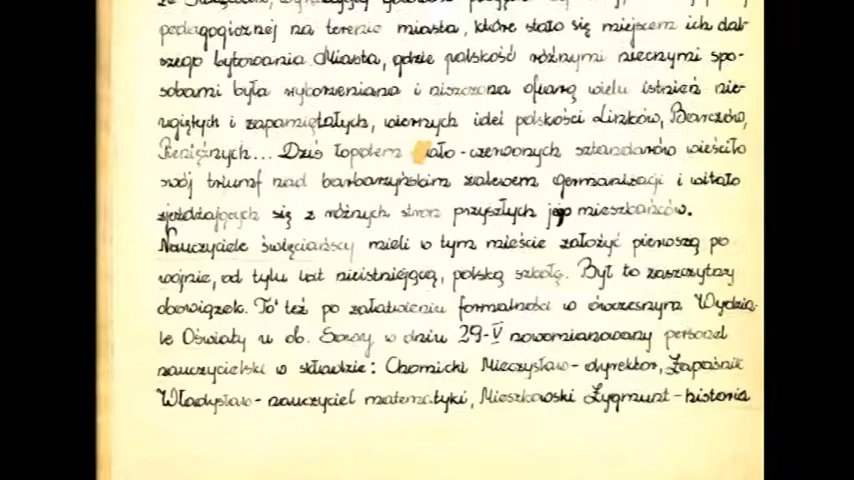 pedagogicznej na terenie miasta, które stało się miejscem ich dal-
szego bytowania. Miasta, gdzie polskość różnymi niecnymi spo-
sobami była wykorzeniana i niszczona ofiarą wielu istnień nie-
ugiętych i zapamiętałych, wiernych idei polskości Linków, Barczów,
Pieniężnych... Dziś łopotem biało-czerwonych sztandarów wieściło
swój triumf nad barbarzyńskim zalewem germanizacji i witało
zjeżdżających się z różnych stron przyszłych jego mieszkańców.
Nauczyciele święciańscy mieli w tym mieście założyć pierwszą po
wojnie, od tylu lat nieistniejącą, polską szkołę. Był to zaszczytny
obowiązek. To też po załatwieniu formalności w ówczesnym Wydzia-
le Oświaty u ob. Sowy w dniu 29-V nowomianowany personel
nauczycielski w składzie: Chornicki Mieczysław - dyrektor, Zapaśnik
Władysław - nauczyciel matematyki, Mieszkowski Zygmunt - historia